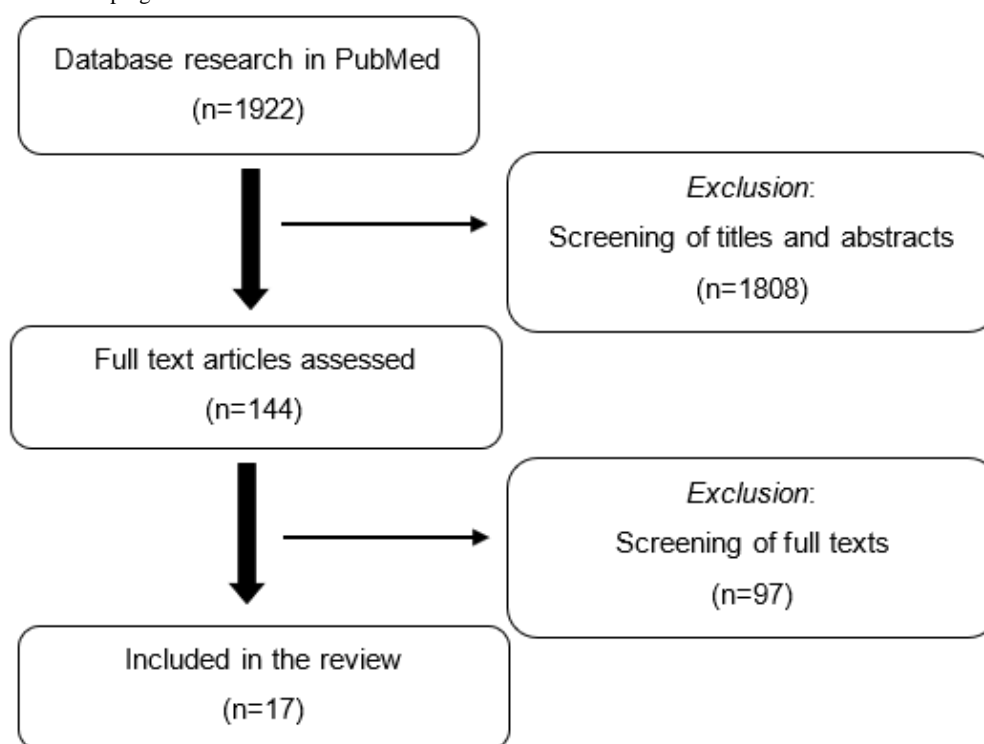 Database research in PubMed
(n=1922)
Exclusion:
Screening of titles and abstracts
(n=1808)
Full text articles assessed
(n=144)
Exclusion:
Screening of full texts
(n=97)
Included in the review
(n=17)